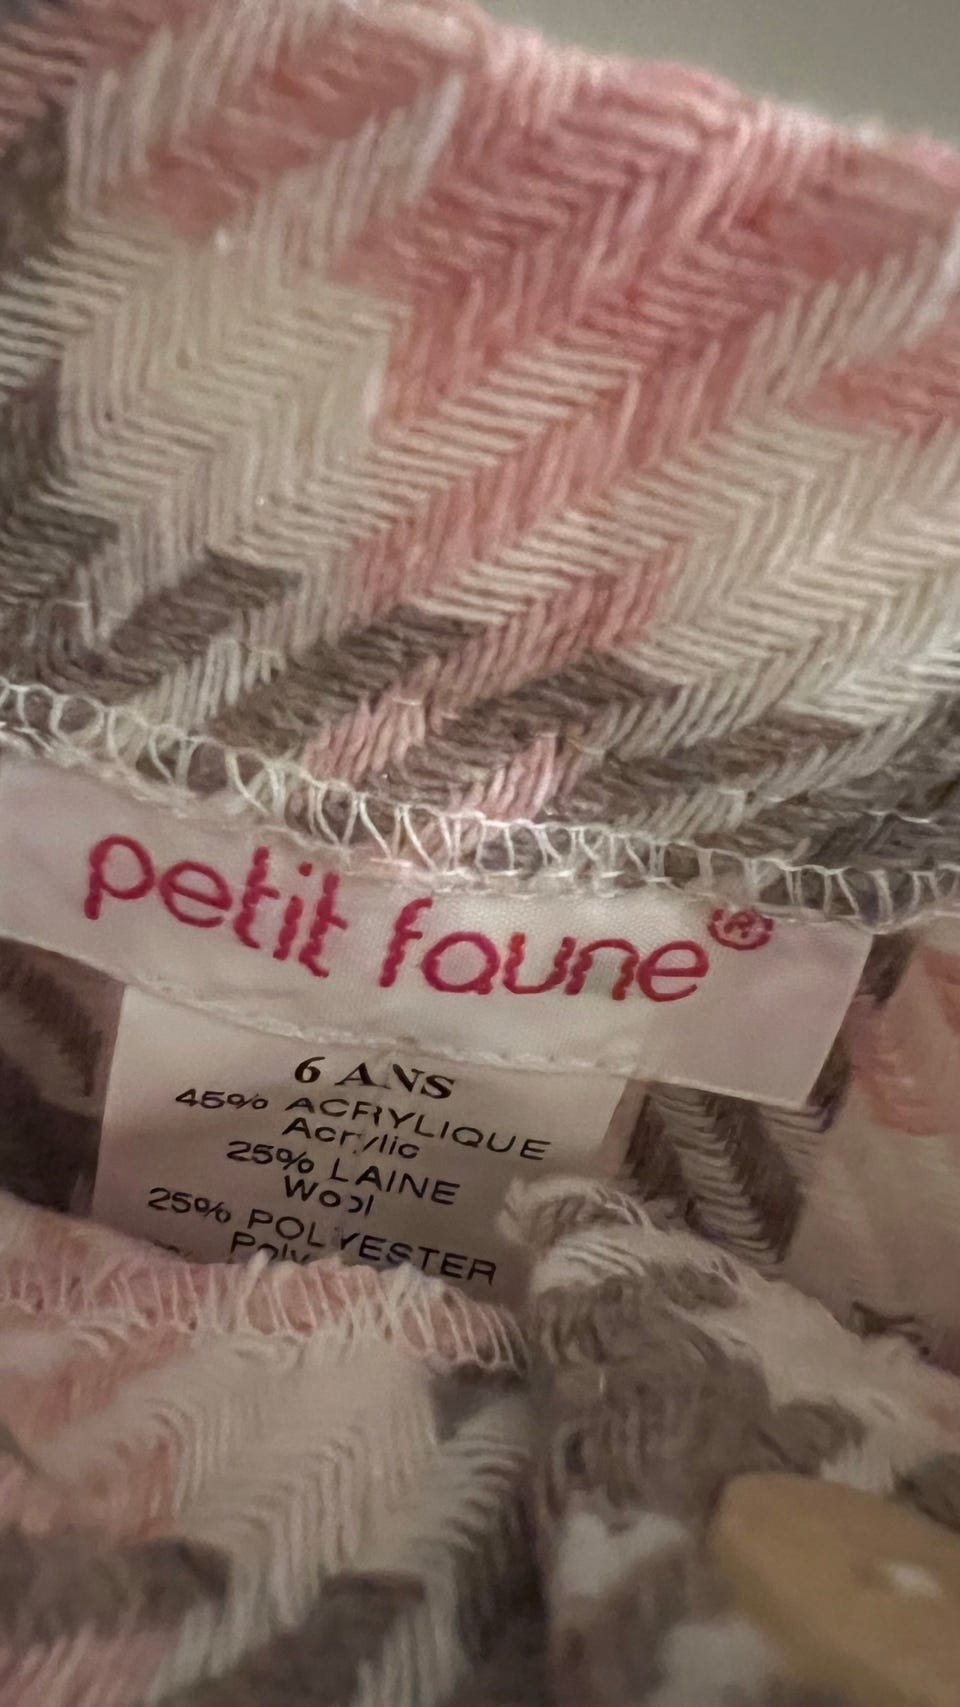 petit faune®
6 ANS
45% ACRYLIQUE
Acrylic
25% LAINE
Wool
25% POLYESTER